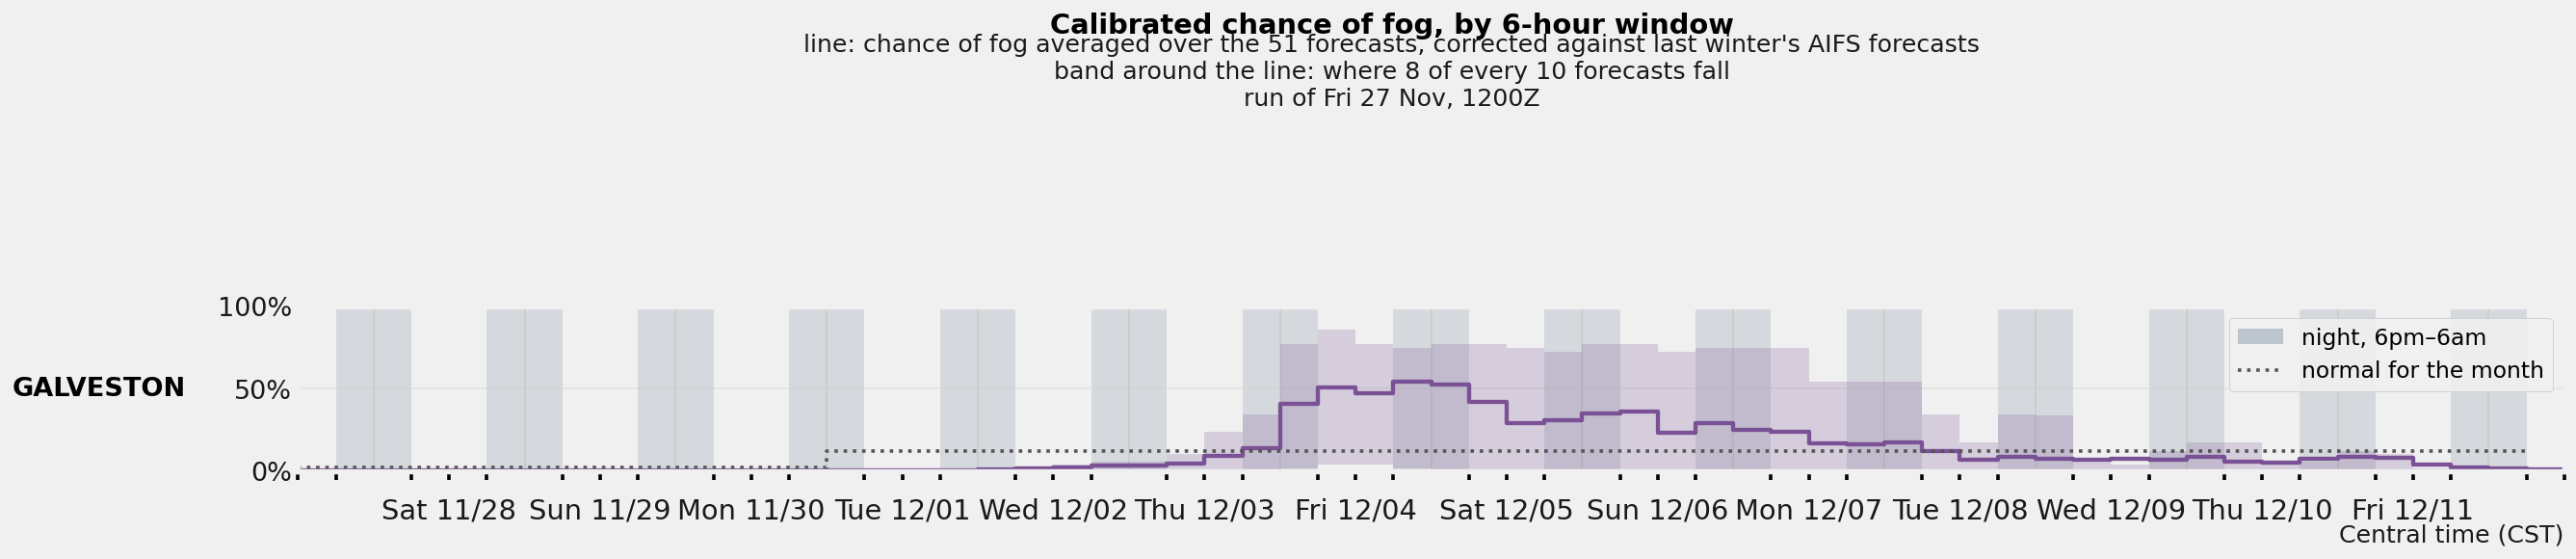 Calibrated chance of fog, by 6-hour window
line: chance of fog averaged over the 51 forecasts, corrected against last winter's AIFS forecasts
band around the line: where 8 of every 10 forecasts fall
run of Fri 27 Nov, 1200Z
100%
50%
0%
GALVESTON
night, 6pm–6am
normal for the month
Sat 11/28 Sun 11/29 Mon 11/30 Tue 12/01 Wed 12/02 Thu 12/03 Fri 12/04 Sat 12/05 Sun 12/06 Mon 12/07 Tue 12/08 Wed 12/09 Thu 12/10 Fri 12/11
Central time (CST)